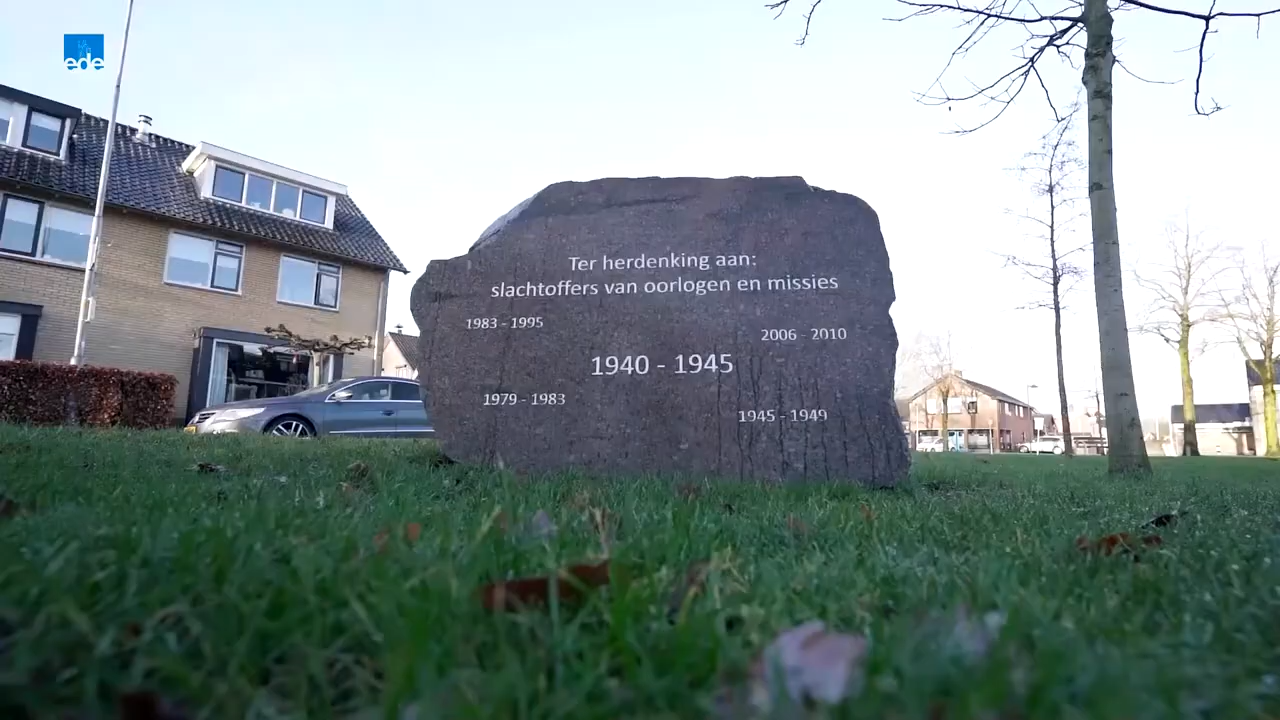 ede
Ter herdenking aan:
slachtoffers van oorlogen en missies
1983 - 1995
2006 - 2010
1940 - 1945
1979 - 1983
1945 - 1949